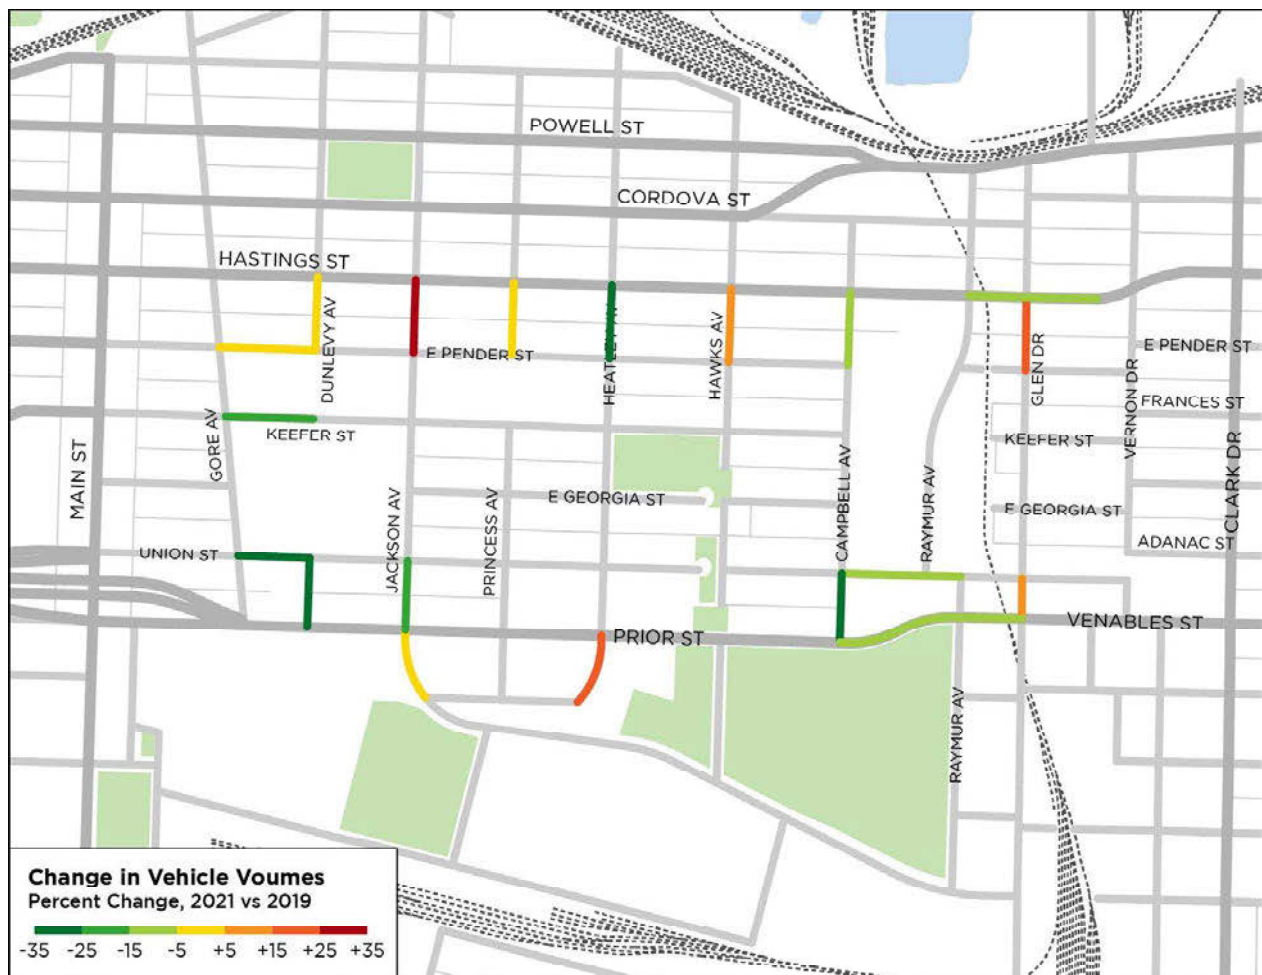 POWELL ST
CORDOVA ST
HASTINGS ST
DUNLEVY AV
E PENDER ST
HAWKS AV
GLEN DR
E PENDER ST
VERNON DR
FRANCES ST
GORE AV
KEEFER ST
KEEFER ST
MAIN ST
CLARK DR
JACKSON AV
PRINCESS AV
E GEORGIA ST
CAMPBELL AV
RAYMUR AV
E GEORGIA ST
ADANAC ST
UNION ST
PRIOR ST
VENABLES ST
RAYMUR AV
Change in Vehicle Voumes
Percent Change, 2021 vs 2019
-35 -25 -15 -5 +5 +15 +25 +35